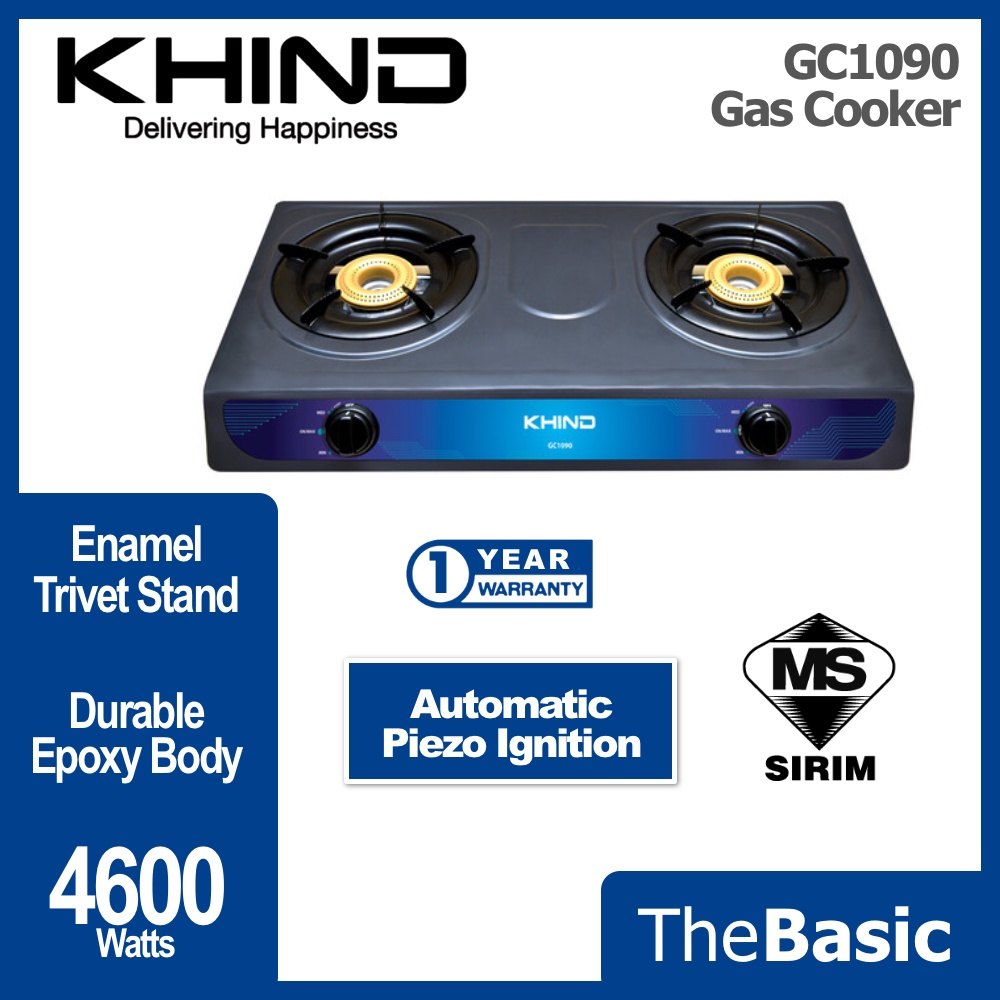 KHIND
Delivering Happiness
GC1090
Gas Cooker
KHIND
GC1090
Enamel
Trivet Stand
Durable
Epoxy Body
4600
Watts
1 YEAR
WARRANTY
Automatic
Piezo Ignition
MS
SIRIM
TheBasic